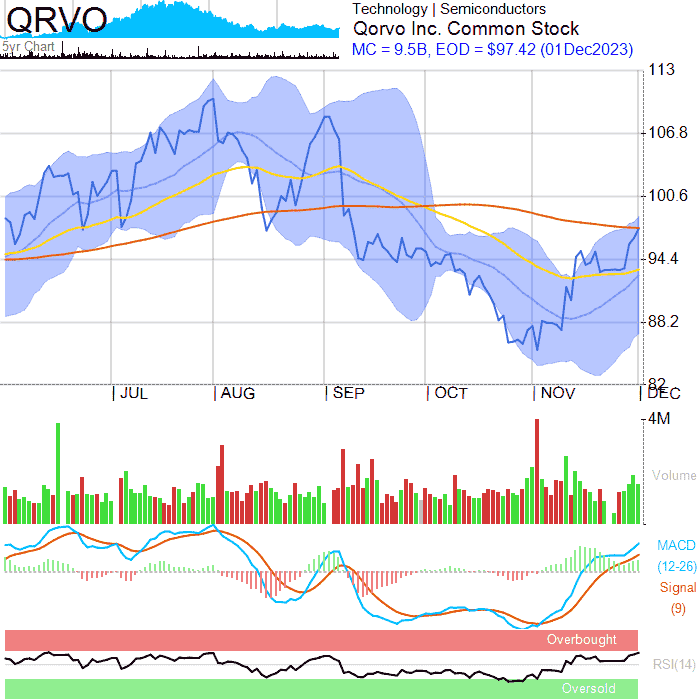 QRVO
5yr Chart
Technology | Semiconductors
Qorvo Inc. Common Stock
MC = 9.5B, EOD = $97.42 (01Dec2023)
113
106.8
100.6
94.4
88.2
82
JUL
AUG
SEP
OCT
NOV
DEC
4M
Volume
MACD
(12-26)
Signal
(9)
Overbought
RSI(14)
Oversold